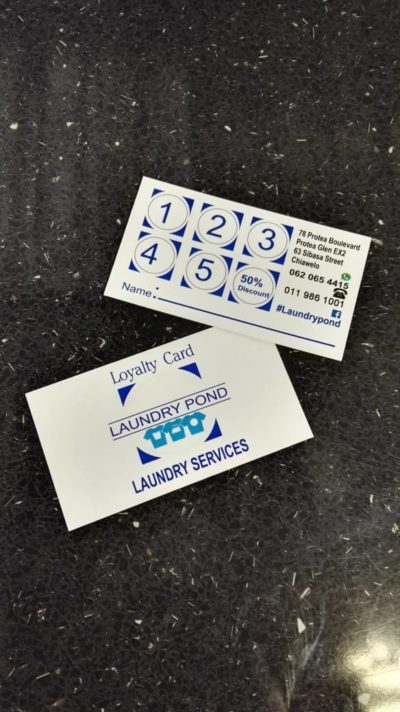 1 2 3
4 5 50% Discount
Name:
78 Protea Boulevard
Protea Glen EX2
63 Sibasa Street
Chiawelo
062 065 4415
011 986 1001
#Laundrypond
Loyalty Card
LAUNDRY POND
LAUNDRY SERVICES